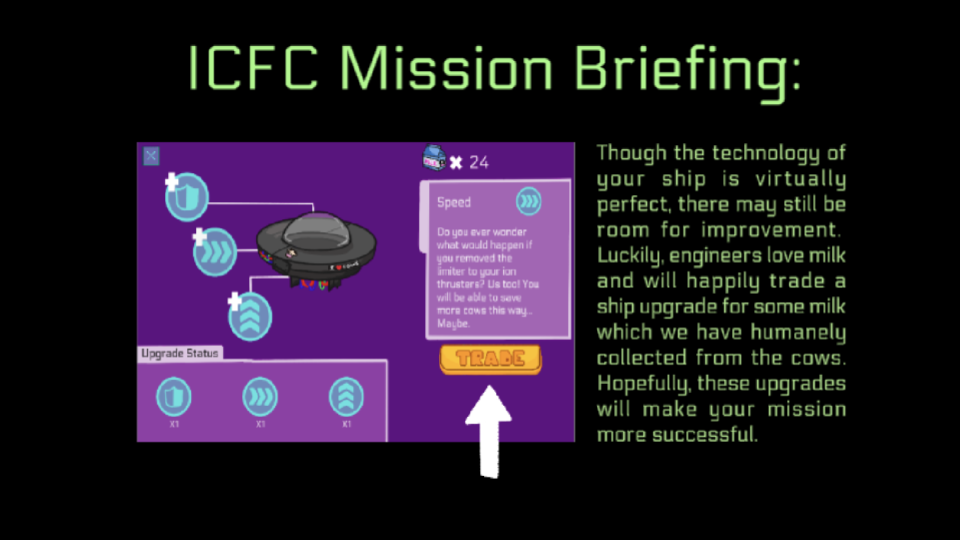 ICFC Mission Briefing:
24
Speed
Do you ever wonder
what would happen if
you removed the
limiter to your ion
thrusters? Us too! You
will be able to save
more cows this way...
Maybe.
TRADE
Upgrade Status
X1
X1
X1
Though the technology of
your ship is virtually
perfect, there may still be
room for improvement.
Luckily, engineers love milk
and will happily trade a
ship upgrade for some milk
which we have humanely
collected from the cows.
Hopefully, these upgrades
will make your mission
more successful.